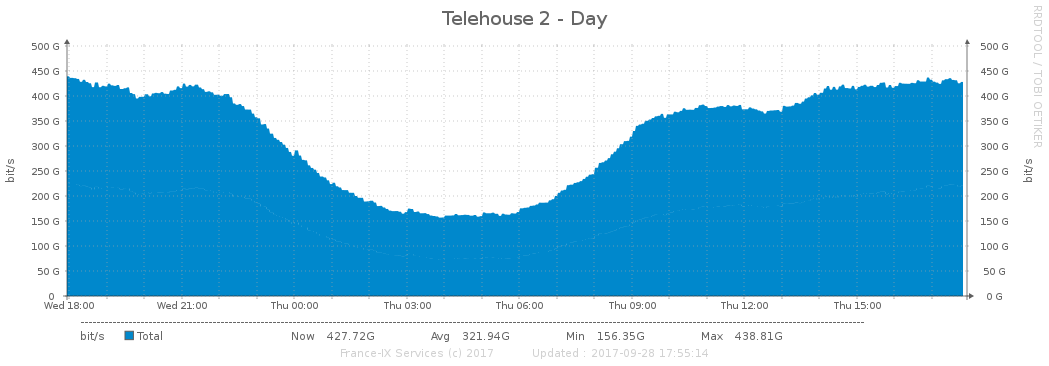 Telehouse 2 - Day
RRDTOOL / TOBI OETIKER
bit/s
500 G 500 G
450 G 450 G
400 G 400 G
350 G 350 G
300 G 300 G
250 G 250 G
200 G 200 G
150 G 150 G
100 G 100 G
50 G 50 G
0 0 G
bit/s
Wed 18:00 Wed 21:00 Thu 00:00 Thu 03:00 Thu 06:00 Thu 09:00 Thu 12:00 Thu 15:00
bit/s Total Now 427.72G Avg 321.94G Min 156.35G Max 438.81G
France-IX Services (c) 2017 Updated : 2017-09-28 17:55:14